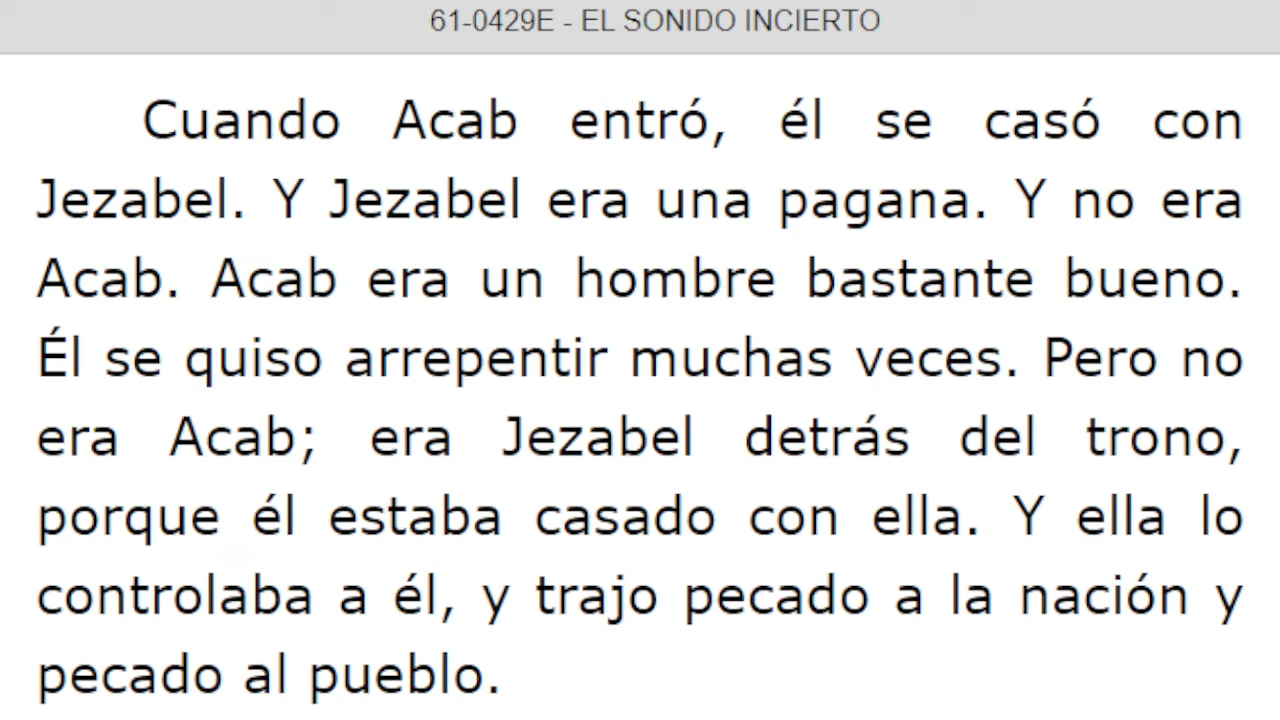 61-0429E - EL SONIDO INCIERTO
Cuando Acab entró, él se casó con
Jezabel. Y Jezabel era una pagana. Y no era
Acab. Acab era un hombre bastante bueno.
Él se quiso arrepentir muchas veces. Pero no
era Acab; era Jezabel detrás del trono,
porque él estaba casado con ella. Y ella lo
controlaba a él, y trajo pecado a la nación y
pecado al pueblo.